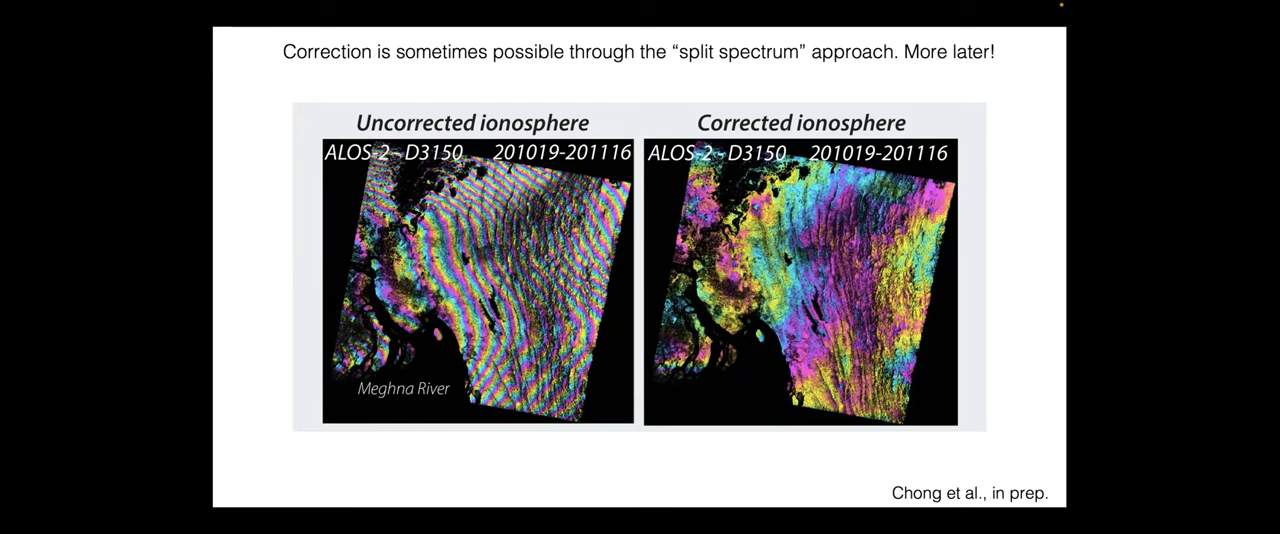 Correction is sometimes possible through the “split spectrum” approach. More later!
Uncorrected ionosphere
ALOS-2 - D3150 201019-201116
Meghna River
Corrected ionosphere
ALOS-2 - D3150 201019-201116
Chong et al., in prep.